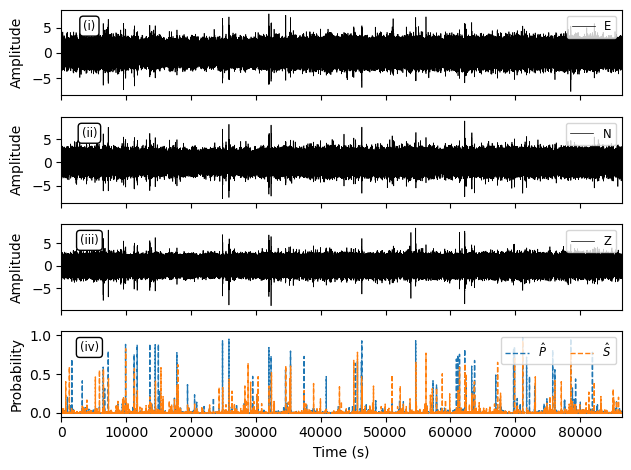 (i)
E
Amplitude
5
0
−5
(ii)
N
Amplitude
5
0
−5
(iii)
Z
Amplitude
5
0
−5
(iv)
P̂ Ŝ
Probability
1.0
0.5
0.0
0 10000 20000 30000 40000 50000 60000 70000 80000
Time (s)